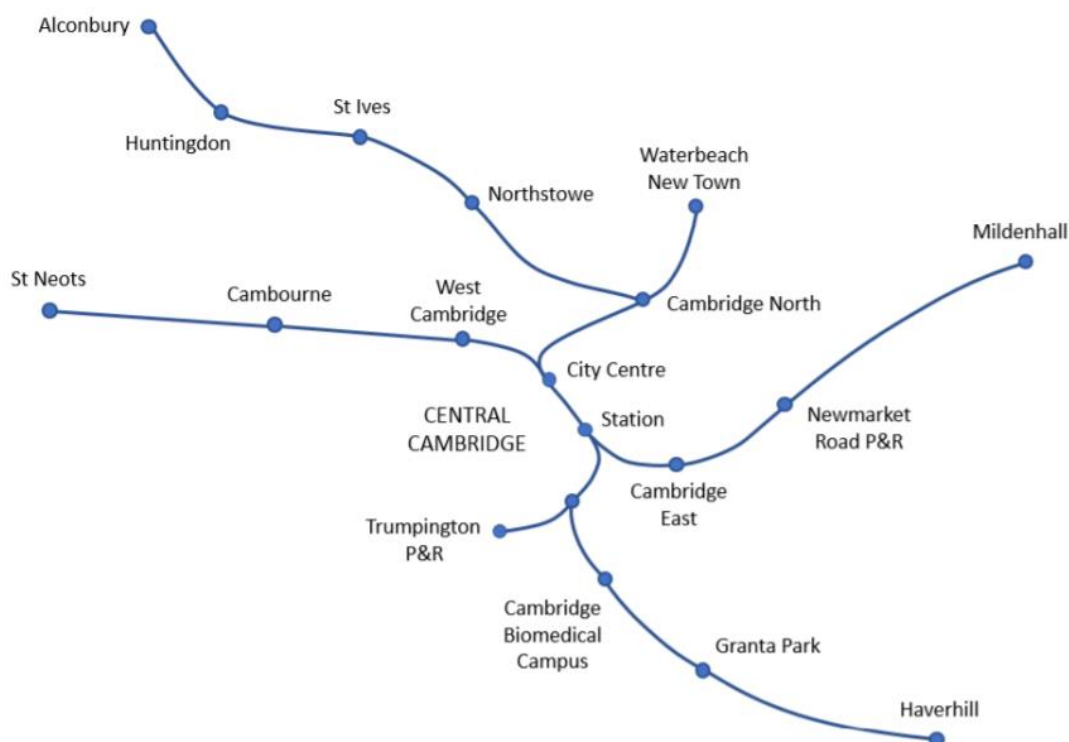 Alconbury
St Ives
Huntingdon
Waterbeach
New Town
Northstowe
Mildenhall
St Neots
Cambourne
West
Cambridge
Cambridge North
City Centre
CENTRAL
CAMBRIDGE
Station
Newmarket
Road P&R
Cambridge
East
Trumpington
P&R
Cambridge
Biomedical
Campus
Granta Park
Haverhill